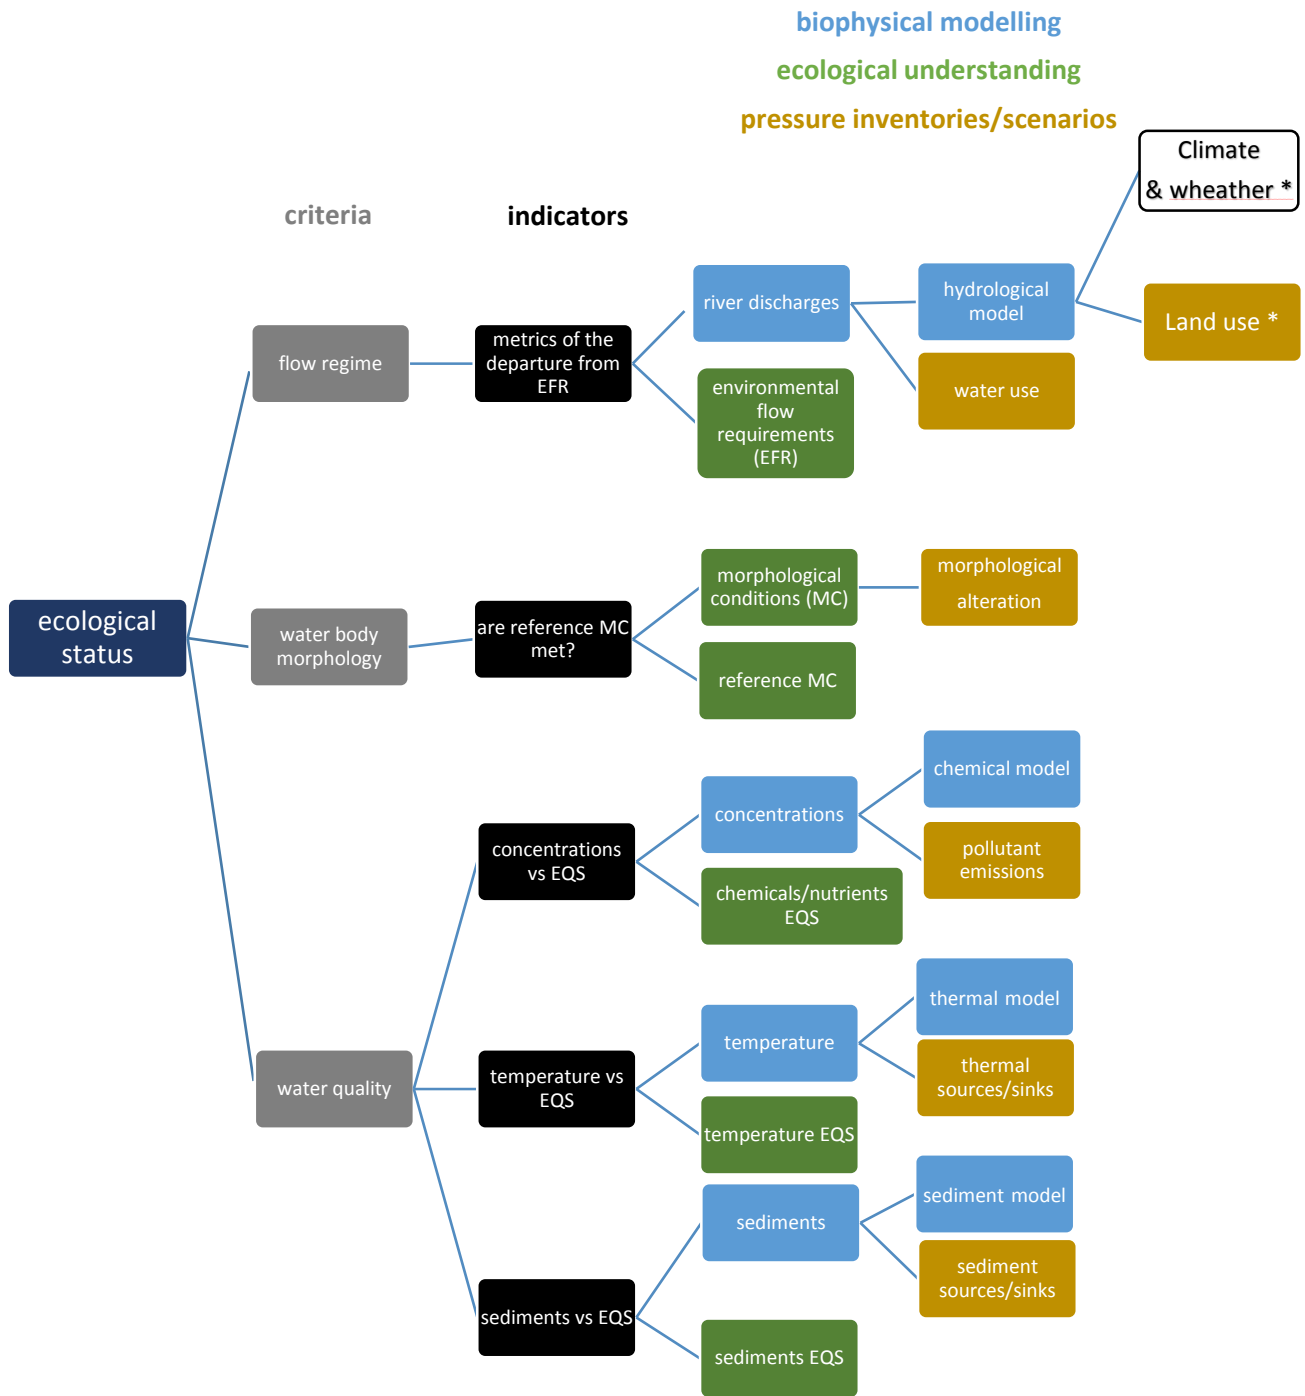 biophysical modelling
ecological understanding
pressure inventories/scenarios
Climate
& wheather *
criteria
indicators
river discharges
hydrological
model
Land use *
flow regime
metrics of the
departure from
EFR
environmental
flow
requirements
(EFR)
water use
ecological
status
water body
morphology
are reference MC
met?
morphological
conditions (MC)
morphological
alteration
reference MC
concentrations
vs EQS
concentrations
chemical model
pollutant
emissions
chemicals/nutrients
EQS
water quality
temperature vs
EQS
temperature
thermal model
thermal
sources/sinks
temperature EQS
sediments vs EQS
sediments
sediment model
sediment
sources/sinks
sediments EQS